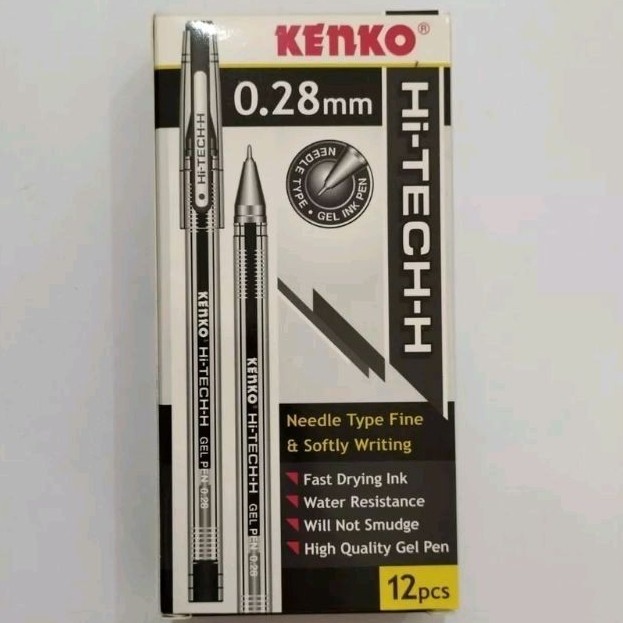 KENKO®
0.28mm
Hi-TECH-H
NEEDLE TYPE • GEL INK PEN
Hi-TECH-H
KENKO Hi-TECH-H GEL PEN 0.28
KENKO Hi-TECH-H GEL PEN 0.28
Needle Type Fine
& Softly Writing
Fast Drying Ink
Water Resistance
Will Not Smudge
High Quality Gel Pen
12pcs